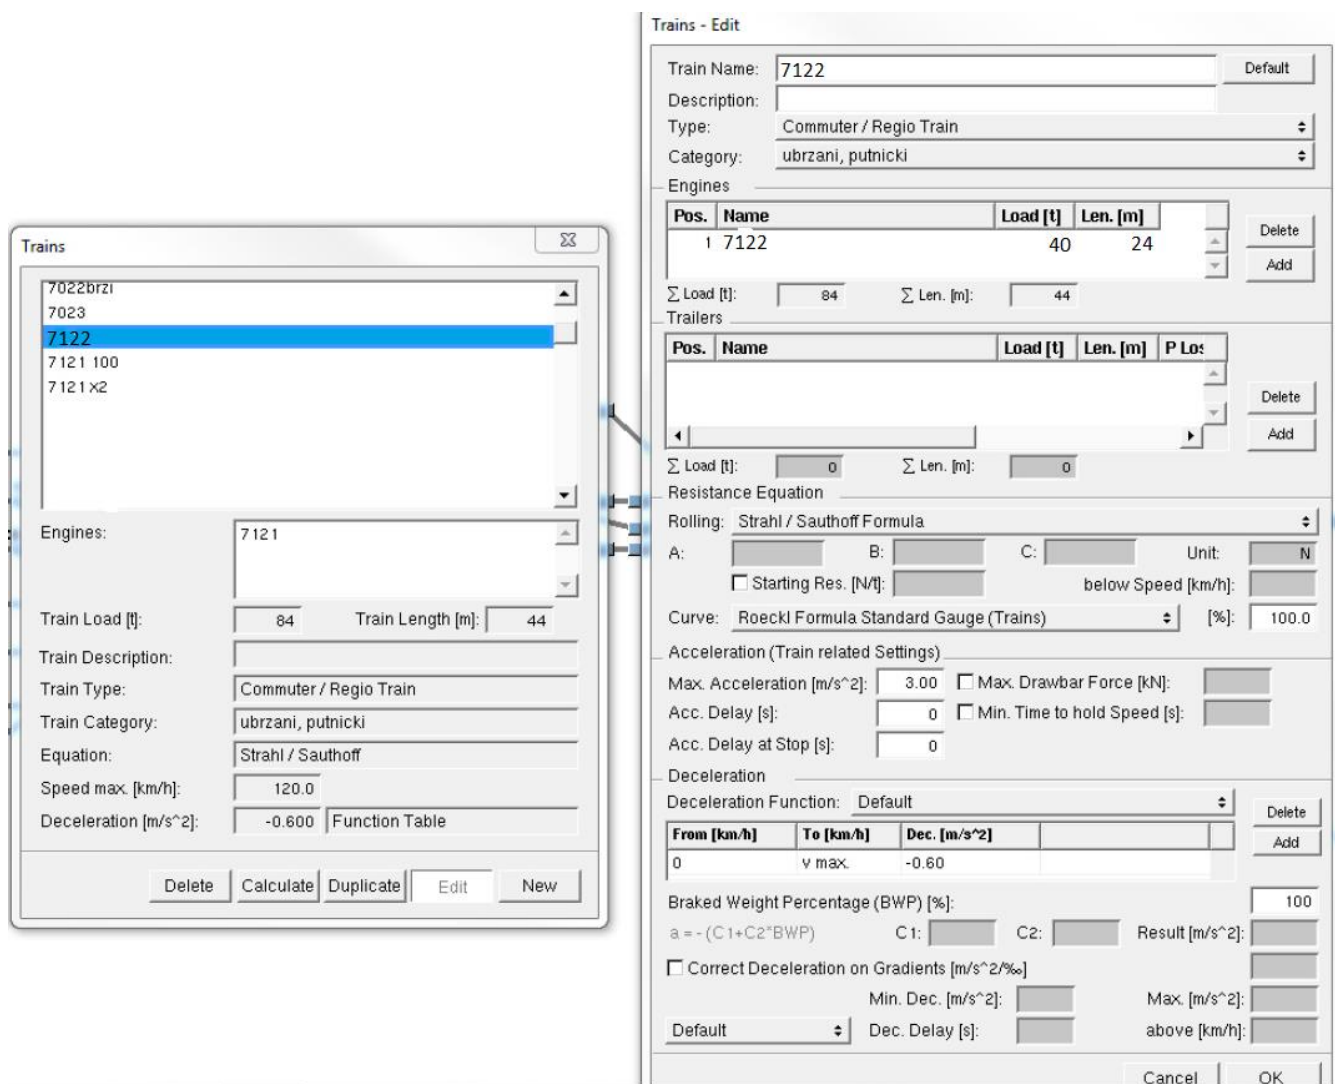 Trains
7022brzi
7023
7122
7121 100
7121x2
Engines: 7121
Train Load [t]: 84 Train Length [m]: 44
Train Description:
Train Type: Commuter / Regio Train
Train Category: ubrzani, putnicki
Equation: Strahl / Sauthoff
Speed max. [km/h]: 120.0
Deceleration [m/s^2]: -0.600 Function Table
Delete Calculate Duplicate Edit New
Trains - Edit
Train Name: 7122 Default
Description:
Type: Commuter / Regio Train
Category: ubrzani, putnicki
Engines
Pos. Name Load [t] Len. [m]
1 7122 40 24
Delete
Add
∑ Load [t]: 84 ∑ Len. [m]: 44
Trailers
Pos. Name Load [t] Len. [m] P Los
Delete
Add
∑ Load [t]: 0 ∑ Len. [m]: 0
Resistance Equation
Rolling: Strahl / Sauthoff Formula
A: B: C: Unit: N
Starting Res. [N/t]: below Speed [km/h]:
Curve: Roeckl Formula Standard Gauge (Trains) [%]: 100.0
Acceleration (Train related Settings)
Max. Acceleration [m/s^2]: 3.00 Max. Drawbar Force [kN]:
Acc. Delay [s]: 0 Min. Time to hold Speed [s]:
Acc. Delay at Stop [s]: 0
Deceleration
Deceleration Function: Default Delete
From [km/h] To [km/h] Dec. [m/s^2] Add
0 v max. -0.60
Braked Weight Percentage (BWP) [%]: 100
a = - (C1+C2*BWP) C1: C2: Result [m/s^2]:
Correct Deceleration on Gradients [m/s^2/‰]
Min. Dec. [m/s^2]: Max. [m/s^2]:
Default Dec. Delay [s]: above [km/h]:
Cancel OK